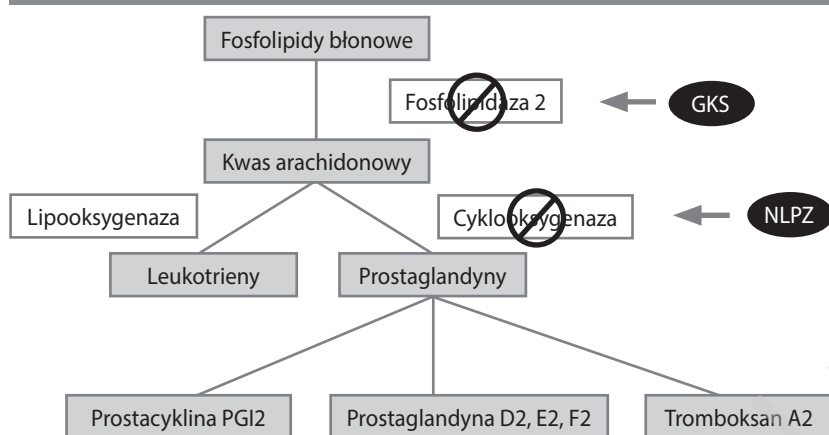 Fosfolipidy błonowe
Fosfolipidaza 2
GKS
Kwas arachidonowy
Lipooksygenaza
Cyklooksygenaza
NLPZ
Leukotrieny
Prostaglandyny
Prostacyklina PGI2
Prostaglandyna D2, E2, F2
Tromboksan A2